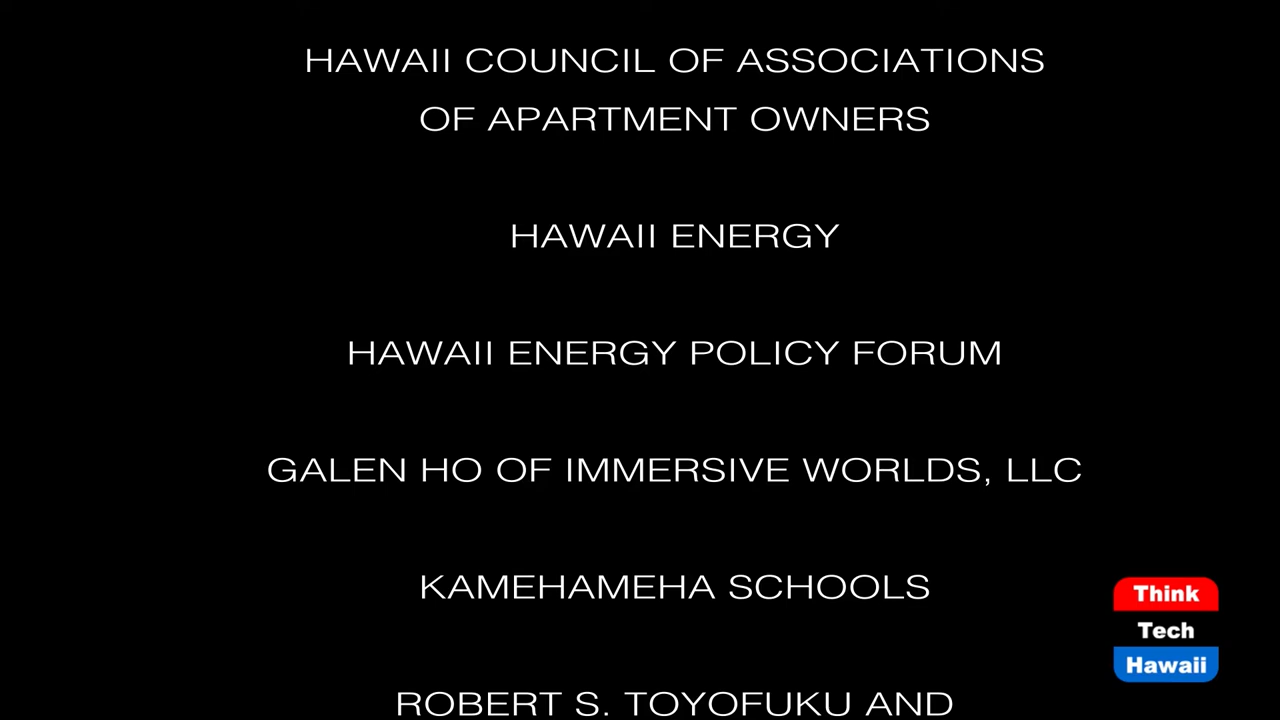 HAWAII COUNCIL OF ASSOCIATIONS
OF APARTMENT OWNERS
HAWAII ENERGY
HAWAII ENERGY POLICY FORUM
GALEN HO OF IMMERSIVE WORLDS, LLC
KAMEHAMEHA SCHOOLS
ROBERT S. TOYOFUKU AND
Think
Tech
Hawaii